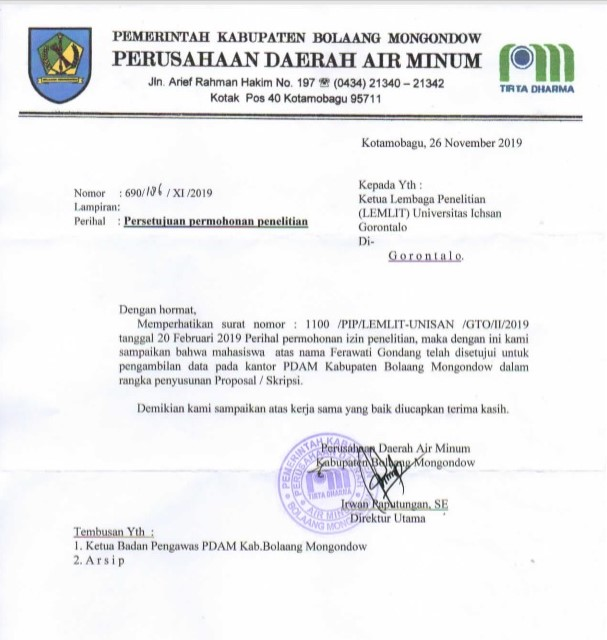 PEMERINTAH KABUPATEN BOLAANG MONGONDOW
PERUSAHAAN DAERAH AIR MINUM
Jln. Arief Rahman Hakim No. 197 ☏ (0434) 21340 – 21342
Kotak Pos 40 Kotamobagu 95711
TIRTA DHARMA
Kotamobagu, 26 November 2019
Nomor : 690/106 / XI /2019
Lampiran:
Perihal : Persetujuan permohonan penelitian
Kepada Yth :
Ketua Lembaga Penelitian
(LEMLIT) Universitas Ichsan
Gorontalo
Di-
G o r o n t a l o.
Dengan hormat,
Memperhatikan surat nomor : 1100 /PIP/LEMLIT-UNISAN /GTO/II/2019
tanggal 20 Februari 2019 Perihal permohonan izin penelitian, maka dengan ini kami
sampaikan bahwa mahasiswa atas nama Ferawati Gondang telah disetujui untuk
pengambilan data pada kantor PDAM Kabupaten Bolaang Mongondow dalam
rangka penyusunan Proposal / Skripsi.
Demikian kami sampaikan atas kerja sama yang baik diucapkan terima kasih.
Perusahaan Daerah Air Minum
Kabupaten Bolaang Mongondow
PEMERINTAH KAB.
TIRTA DHARMA
AIR MINUM
BOLAANG MONGONDOW
Irwan Paputungan, SE
Direktur Utama
Tembusan Yth :
1. Ketua Badan Pengawas PDAM Kab.Bolaang Mongondow
2. A r s i p